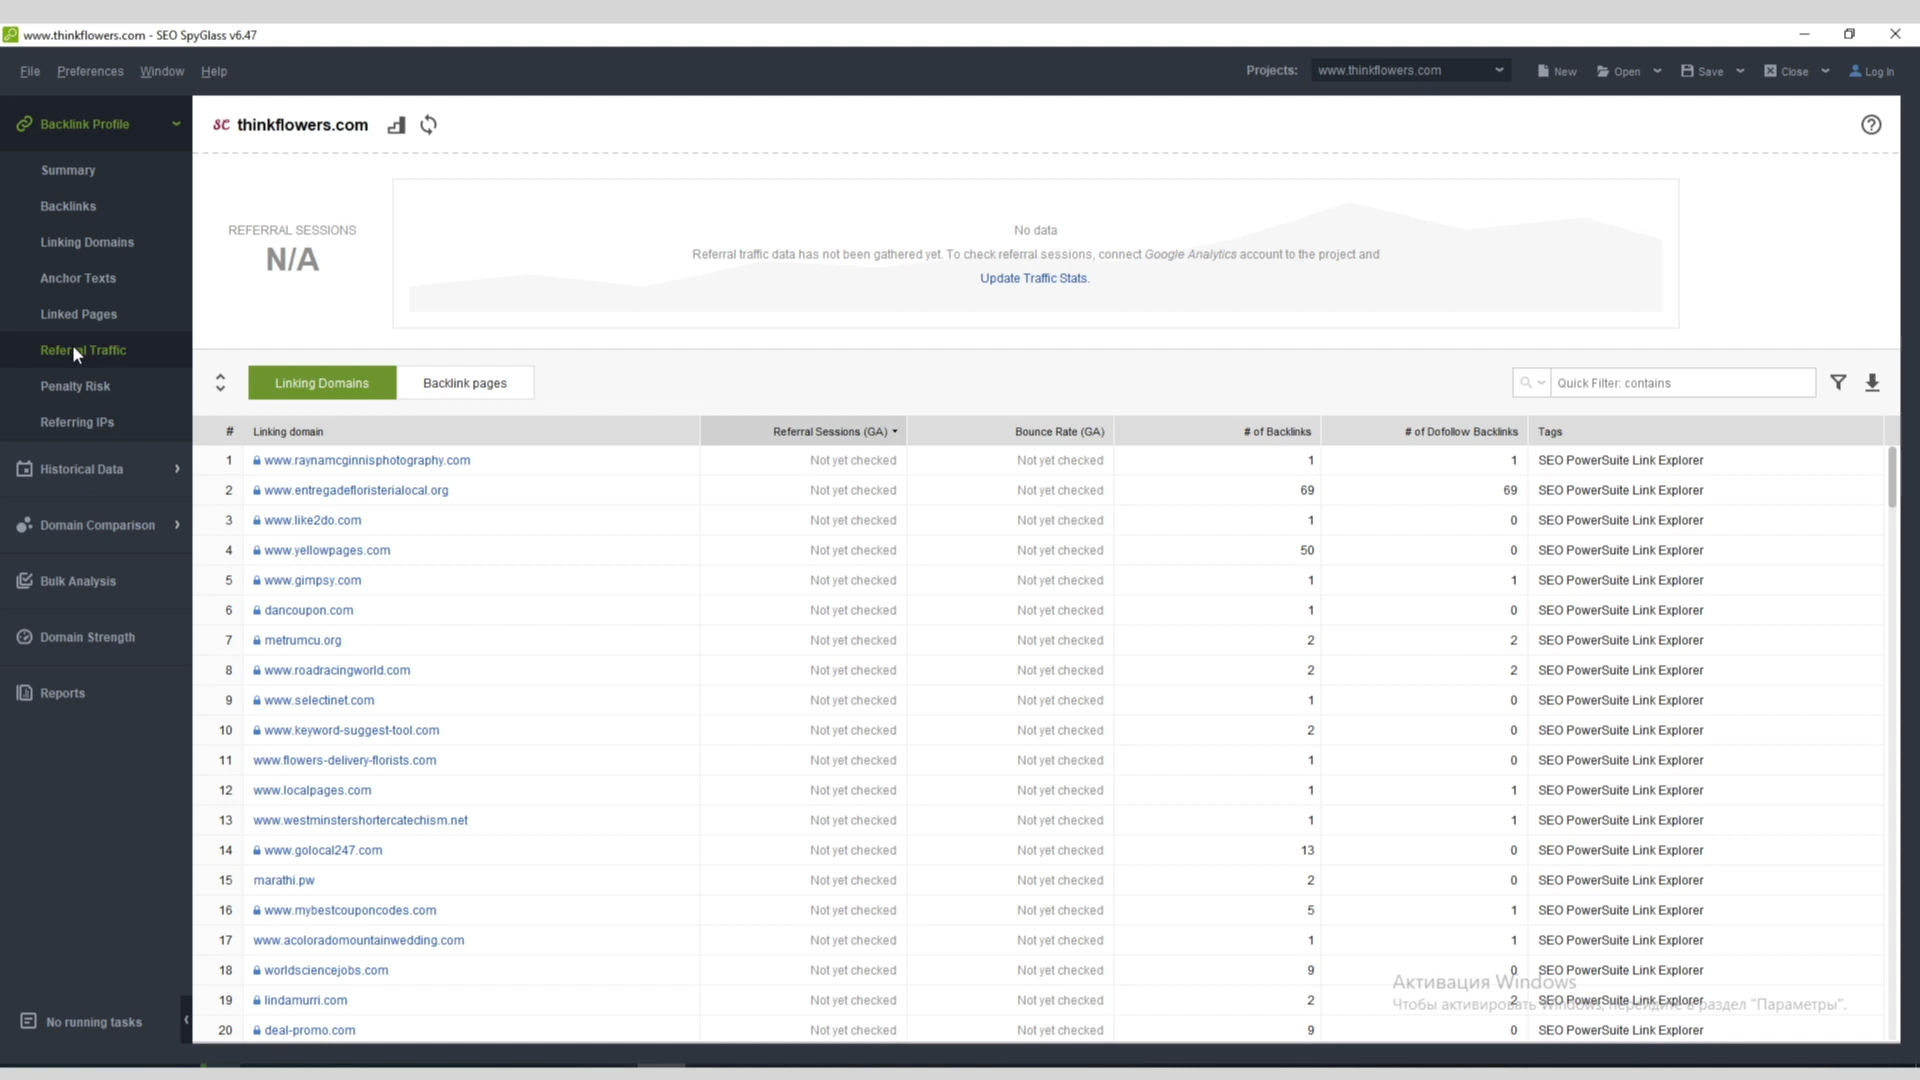 www.thinkflowers.com - SEO SpyGlass v6.47
File Preferences Window Help
Projects: www.thinkflowers.com New Open Save Close Log In
Backlink Profile
Summary
Backlinks
Linking Domains
Anchor Texts
Linked Pages
Referral Traffic
Penalty Risk
Referring IPs
Historical Data
Domain Comparison
Bulk Analysis
Domain Strength
Reports
No running tasks
SC thinkflowers.com
REFERRAL SESSIONS
N/A
No data
Referral traffic data has not been gathered yet. To check referral sessions, connect Google Analytics account to the project and
Update Traffic Stats.
Linking Domains Backlink pages Quick Filter: contains
# Linking domain Referral Sessions (GA) Bounce Rate (GA) # of Backlinks # of Dofollow Backlinks Tags
1 www.raynamcginnisphotography.com Not yet checked Not yet checked 1 1 SEO PowerSuite Link Explorer
2 www.entregadefloristerialocal.org Not yet checked Not yet checked 69 69 SEO PowerSuite Link Explorer
3 www.like2do.com Not yet checked Not yet checked 1 0 SEO PowerSuite Link Explorer
4 www.yellowpages.com Not yet checked Not yet checked 50 0 SEO PowerSuite Link Explorer
5 www.gimpsy.com Not yet checked Not yet checked 1 1 SEO PowerSuite Link Explorer
6 dancoupon.com Not yet checked Not yet checked 1 0 SEO PowerSuite Link Explorer
7 metrumcu.org Not yet checked Not yet checked 2 2 SEO PowerSuite Link Explorer
8 www.roadracingworld.com Not yet checked Not yet checked 2 2 SEO PowerSuite Link Explorer
9 www.selectinet.com Not yet checked Not yet checked 1 0 SEO PowerSuite Link Explorer
10 www.keyword-suggest-tool.com Not yet checked Not yet checked 2 0 SEO PowerSuite Link Explorer
11 www.flowers-delivery-florists.com Not yet checked Not yet checked 1 0 SEO PowerSuite Link Explorer
12 www.localpages.com Not yet checked Not yet checked 1 1 SEO PowerSuite Link Explorer
13 www.westminstershortercatechism.net Not yet checked Not yet checked 1 1 SEO PowerSuite Link Explorer
14 www.golocal247.com Not yet checked Not yet checked 13 0 SEO PowerSuite Link Explorer
15 marathi.pw Not yet checked Not yet checked 2 0 SEO PowerSuite Link Explorer
16 www.mybestcouponcodes.com Not yet checked Not yet checked 5 1 SEO PowerSuite Link Explorer
17 www.acoloradomountainwedding.com Not yet checked Not yet checked 1 1 SEO PowerSuite Link Explorer
18 worldsciencejobs.com Not yet checked Not yet checked 9 0 SEO PowerSuite Link Explorer
19 lindamurri.com Not yet checked Not yet checked 2 2 SEO PowerSuite Link Explorer
20 deal-promo.com Not yet checked Not yet checked 9 0 SEO PowerSuite Link Explorer
Активация Windows
Чтобы активировать Windows, перейдите в раздел "Параметры".